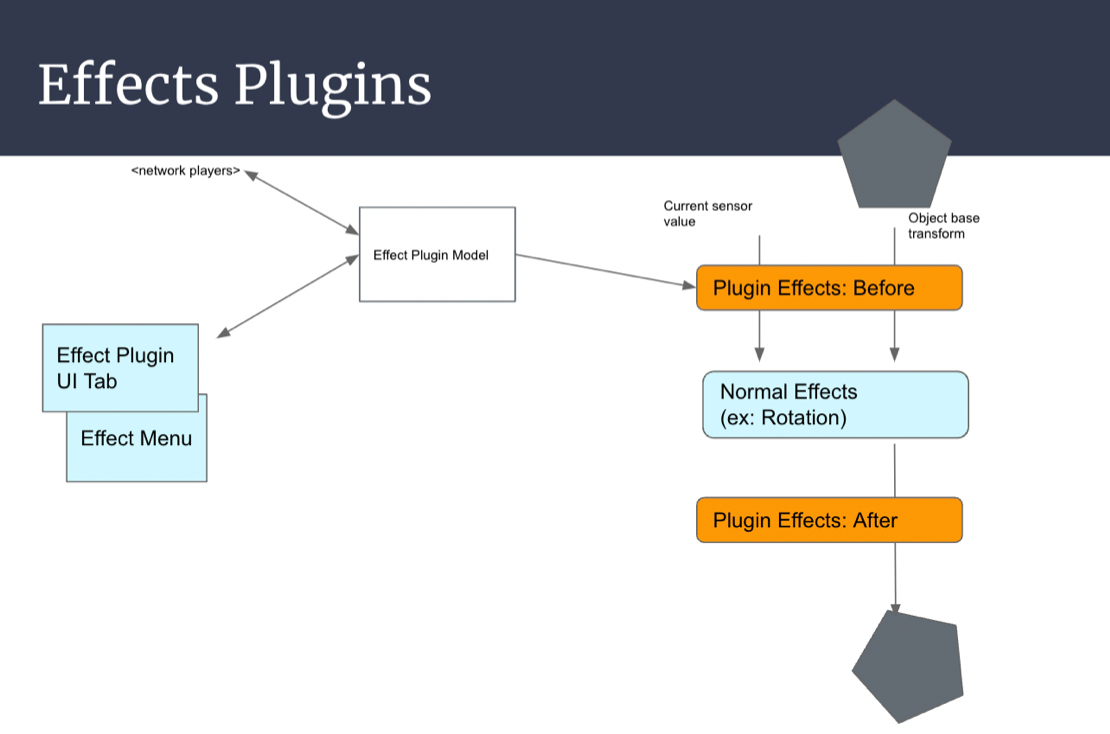 Effects Plugins
<network players>
Current sensor
value
Object base
transform
Effect Plugin Model
Plugin Effects: Before
Effect Plugin
UI Tab
Effect Menu
Normal Effects
(ex: Rotation)
Plugin Effects: After